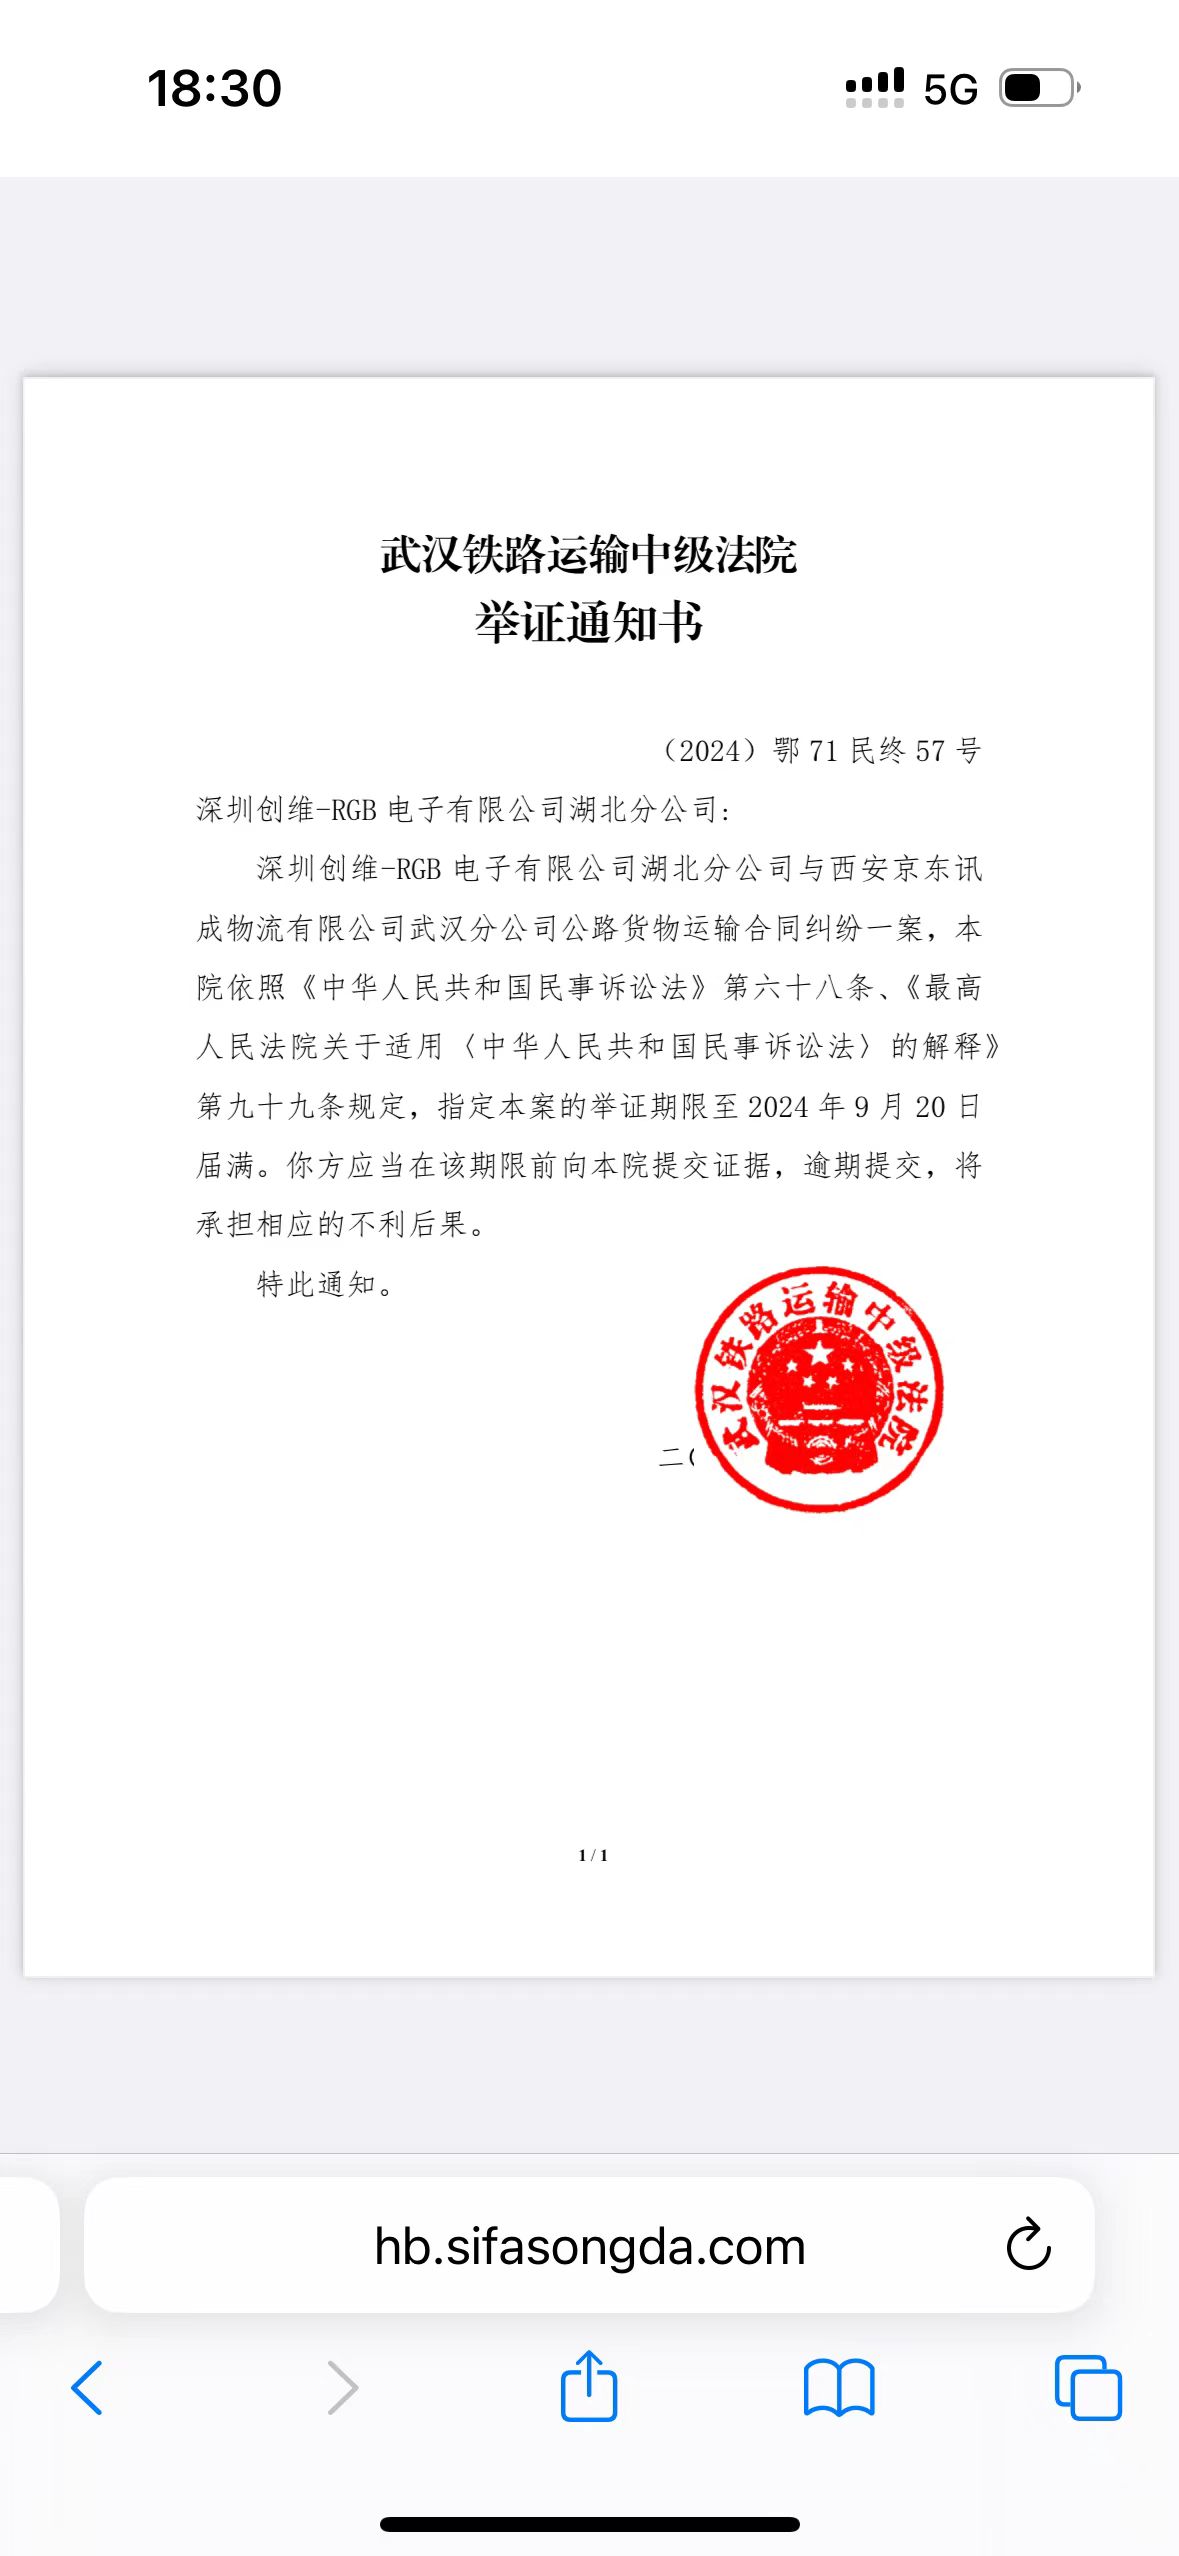 18:30
5G
武汉铁路运输中级法院
举证通知书
（2024）鄂 71 民终 57 号
深圳创维-RGB 电子有限公司湖北分公司：
深圳创维-RGB 电子有限公司湖北分公司与西安京东讯
成物流有限公司武汉分公司公路货物运输合同纠纷一案，本
院依照《中华人民共和国民事诉讼法》第六十八条、《最高
人民法院关于适用〈中华人民共和国民事诉讼法〉的解释》
第九十九条规定，指定本案的举证期限至 2024 年 9 月 20 日
届满。你方应当在该期限前向本院提交证据，逾期提交，将
承担相应的不利后果。
特此通知。
武汉铁路运输中级法院
二
1 / 1
hb.sifasongda.com